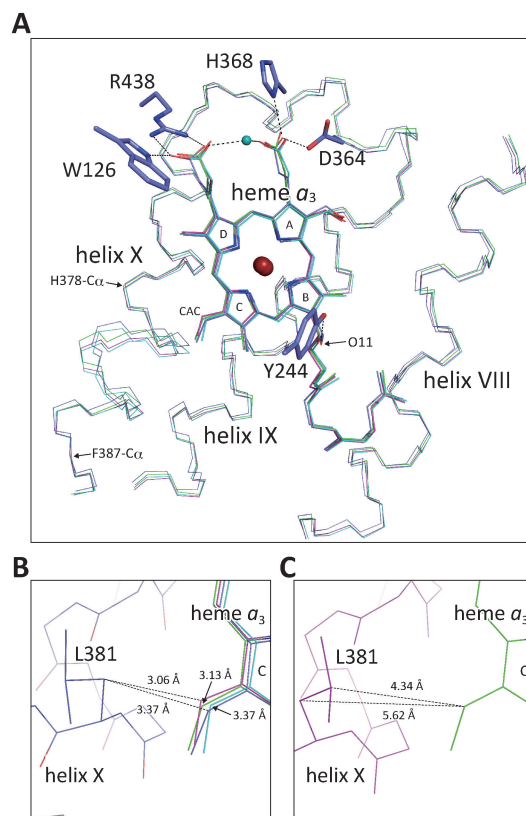 A
H368
R438
D364
W126
heme a3
A
D
helix X
H378-Cα
C
B
CAC
O11
Y244
helix VIII
helix IX
F387-Cα
B
heme a3
L381
3.06 Å
3.13 Å
C
3.37 Å
3.37 Å
helix X
C
heme a3
L381
4.34 Å
5.62 Å
helix X